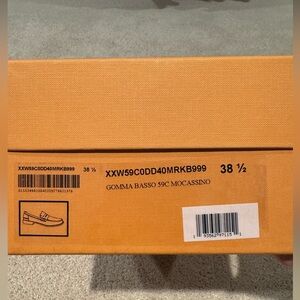 XXW59C0DD40MRKB999 38 ½
XXW59C0DD40MRKB999 38 ½
GOMMA BASSO 59C MOCASSINO